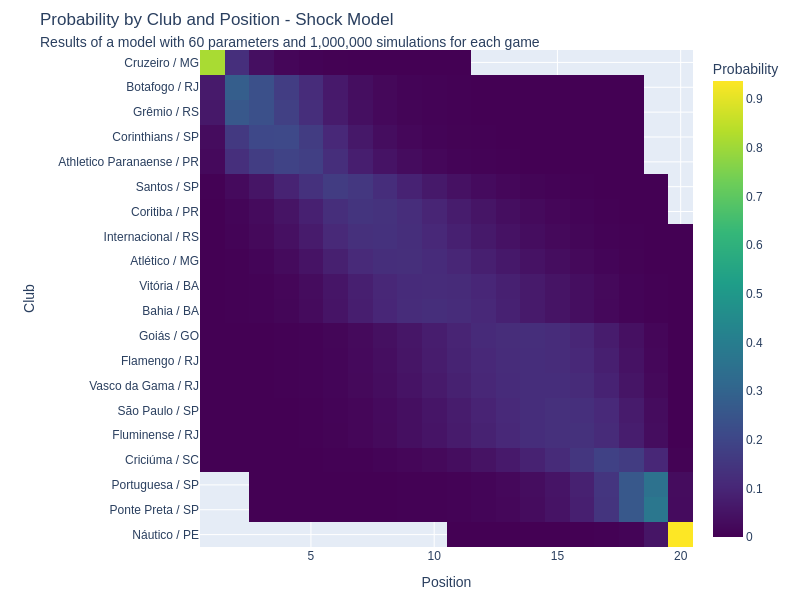 Probability by Club and Position - Shock Model
Results of a model with 60 parameters and 1,000,000 simulations for each game
Probability
Club
Cruzeiro / MG
Botafogo / RJ
Grêmio / RS
Corinthians / SP
Athletico Paranaense / PR
Santos / SP
Coritiba / PR
Internacional / RS
Atlético / MG
Vitória / BA
Bahia / BA
Goiás / GO
Flamengo / RJ
Vasco da Gama / RJ
São Paulo / SP
Fluminense / RJ
Criciúma / SC
Portuguesa / SP
Ponte Preta / SP
Náutico / PE
0.9
0.8
0.7
0.6
0.5
0.4
0.3
0.2
0.1
0
5 10 15 20
Position